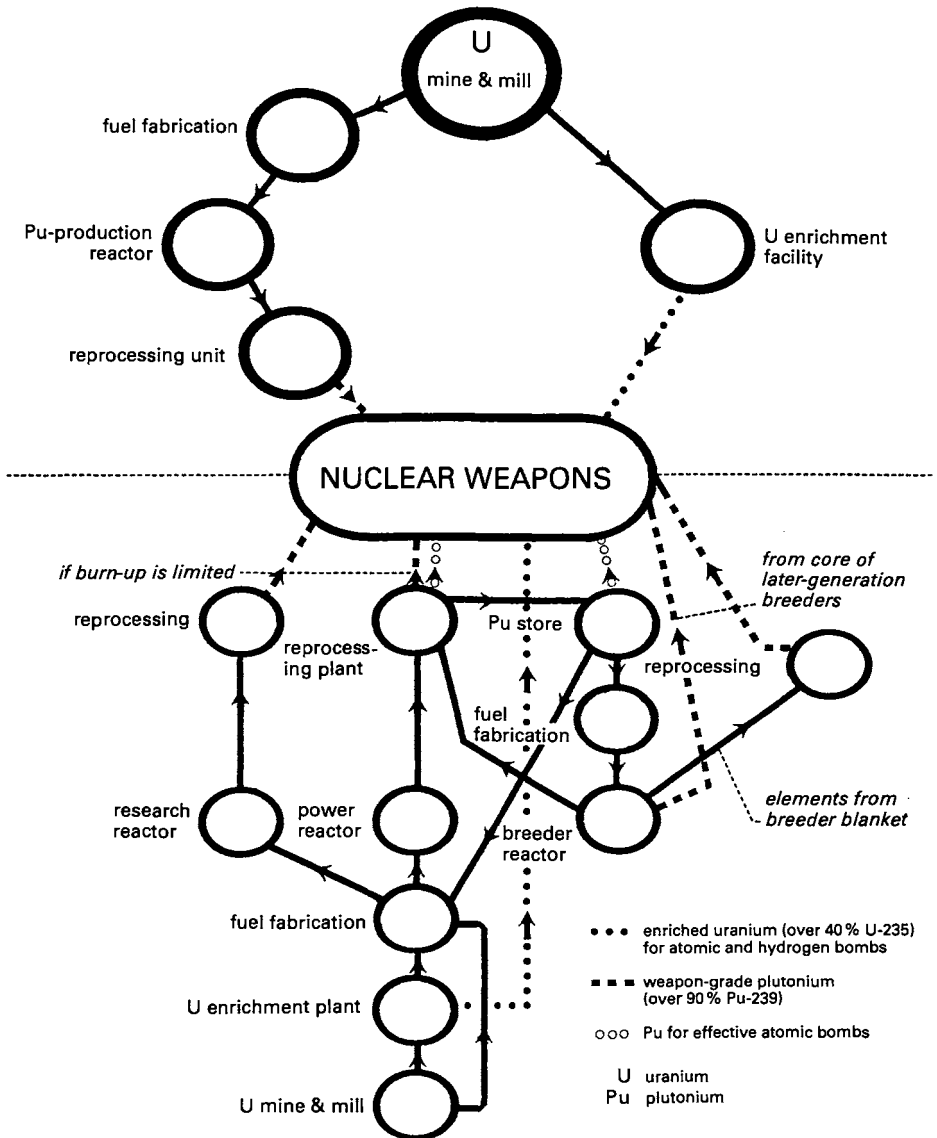 U
mine & mill
fuel fabrication
Pu-production
reactor
U enrichment
facility
reprocessing unit
NUCLEAR WEAPONS
if burn-up is limited
from core of
later-generation
breeders
reprocessing
reprocess-
ing plant
Pu store
reprocessing
fuel
fabrication
research
reactor
power
reactor
breeder
reactor
elements from
breeder blanket
fuel fabrication
U enrichment plant
U mine & mill
enriched uranium (over 40% U-235)
for atomic and hydrogen bombs
weapon-grade plutonium
(over 90% Pu-239)
Pu for effective atomic bombs
U uranium
Pu plutonium